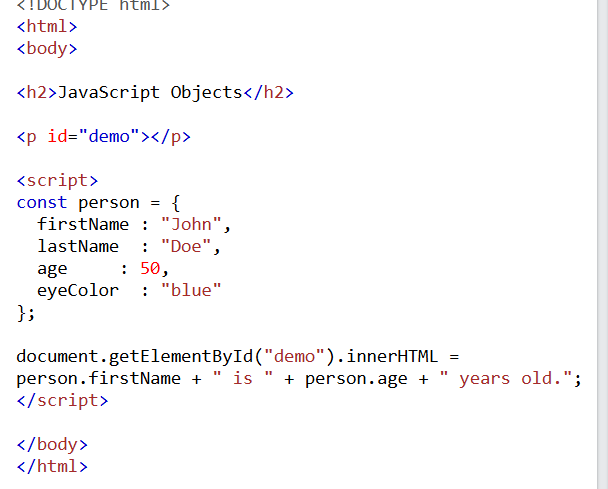 <!DOCTYPE html>
<html>
<body>

<h2>JavaScript Objects</h2>

<p id="demo"></p>

<script>
const person = {
  firstName : "John",
  lastName  : "Doe",
  age     : 50,
  eyeColor  : "blue"
};

document.getElementById("demo").innerHTML =
person.firstName + " is " + person.age + " years old.";
</script>

</body>
</html>